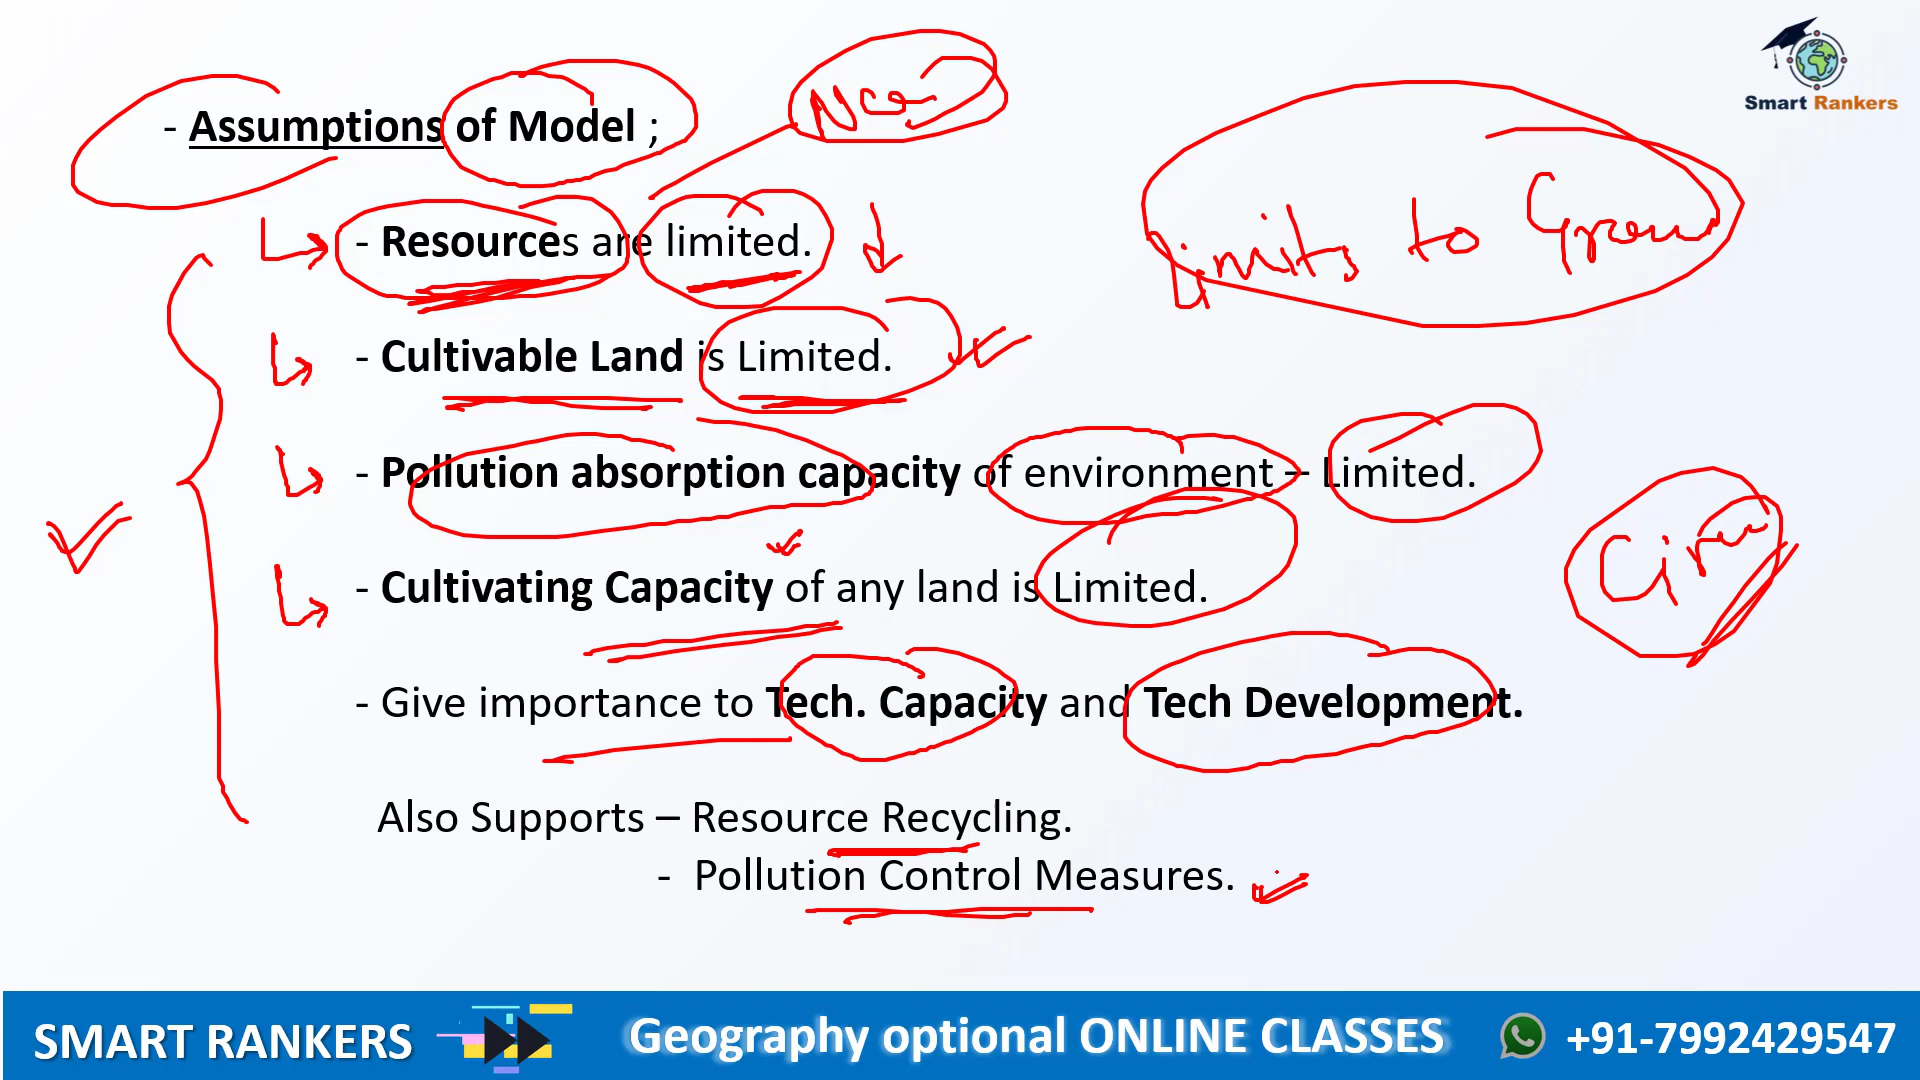 Smart Rankers
- Assumptions of Model ;
- Resources are limited.
Limits to Grow
- Cultivable Land is Limited.
- Pollution absorption capacity of environment – Limited.
- Cultivating Capacity of any land is Limited.
- Give importance to Tech. Capacity and Tech Development.
Also Supports – Resource Recycling.
- Pollution Control Measures.
SMART RANKERS
Geography optional ONLINE CLASSES
+91-7992429547